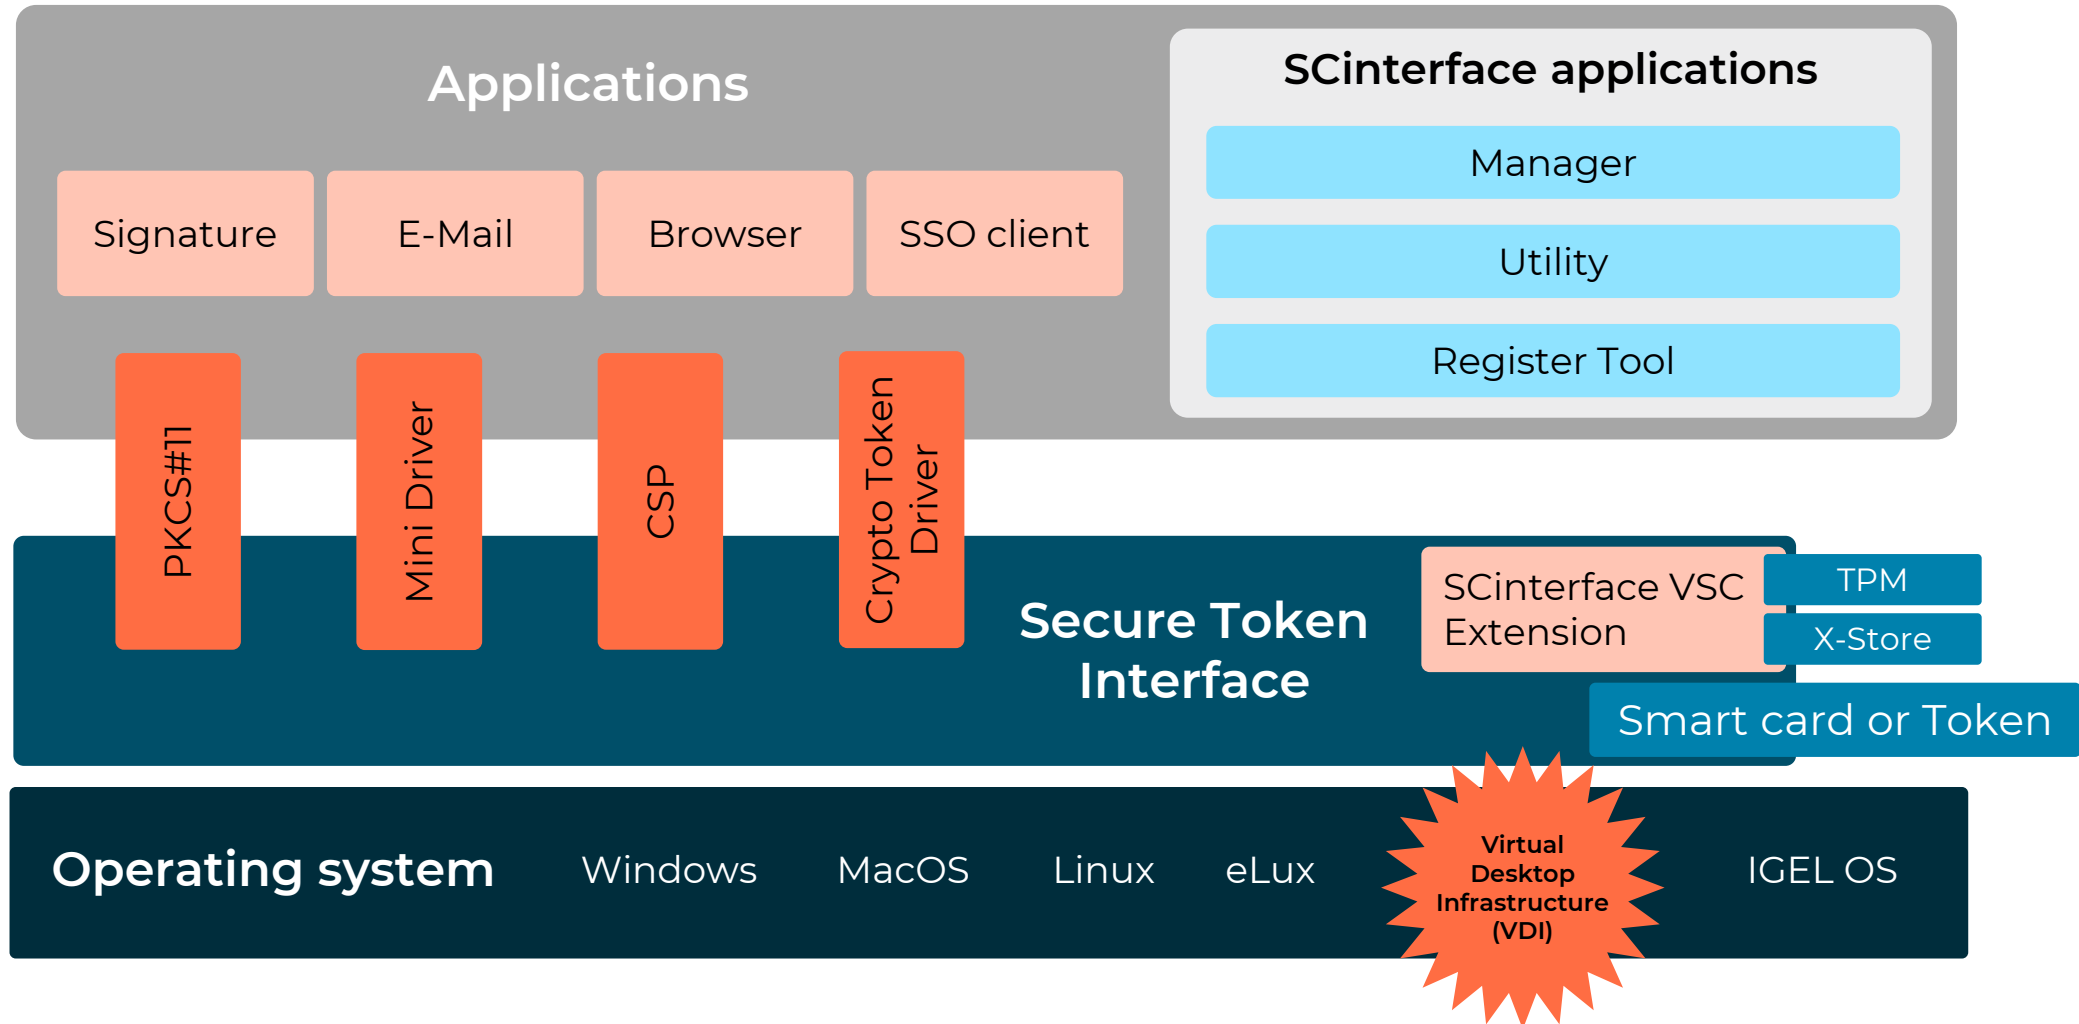 Applications
SCinterface applications
Manager
Utility
Register Tool
Signature
E-Mail
Browser
SSO client
PKCS#11
Mini Driver
CSP
Crypto Token
Driver
Secure Token
Interface
SCinterface VSC
Extension
TPM
X-Store
Smart card or Token
Operating system
Windows
MacOS
Linux
eLux
Virtual
Desktop
Infrastructure
(VDI)
IGEL OS